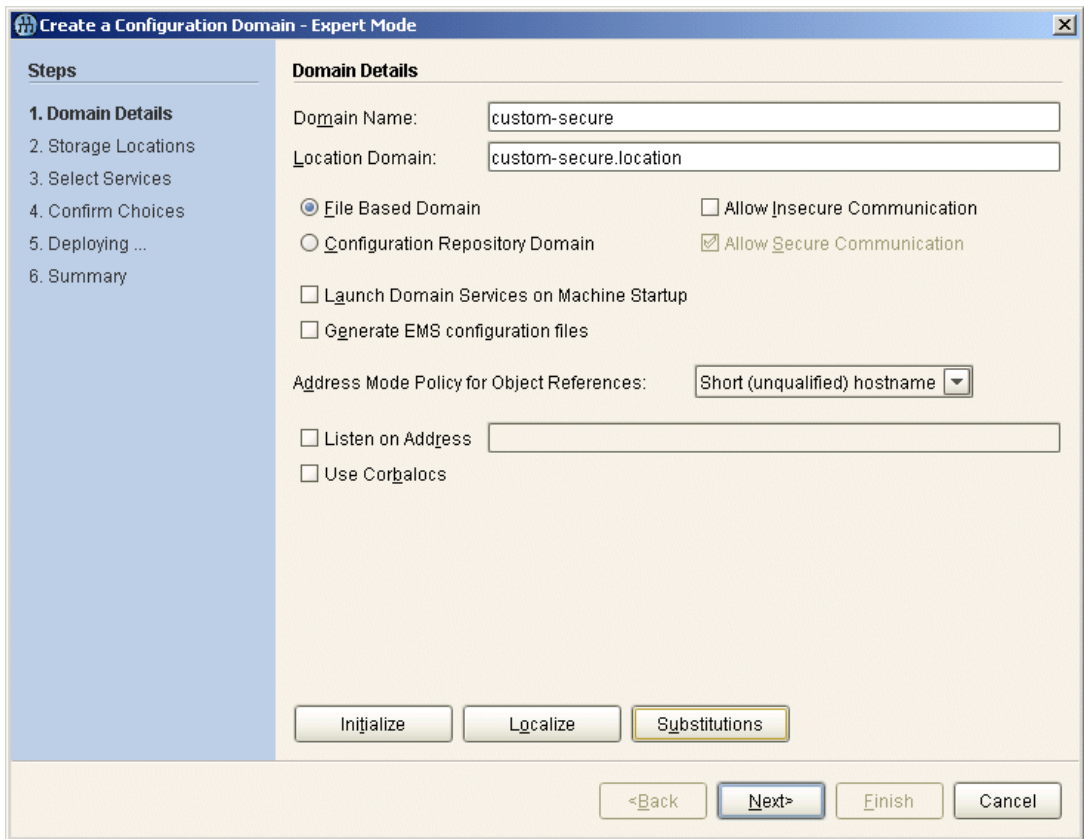 Create a Configuration Domain - Expert Mode
Steps
1. Domain Details
2. Storage Locations
3. Select Services
4. Confirm Choices
5. Deploying ...
6. Summary
Domain Details
Domain Name: custom-secure
Location Domain: custom-secure.location
File Based Domain Allow Insecure Communication
Configuration Repository Domain Allow Secure Communication
Launch Domain Services on Machine Startup
Generate EMS configuration files
Address Mode Policy for Object References: Short (unqualified) hostname
Listen on Address
Use Corbalocs
Initialize Localize Substitutions
<Back Next> Finish Cancel